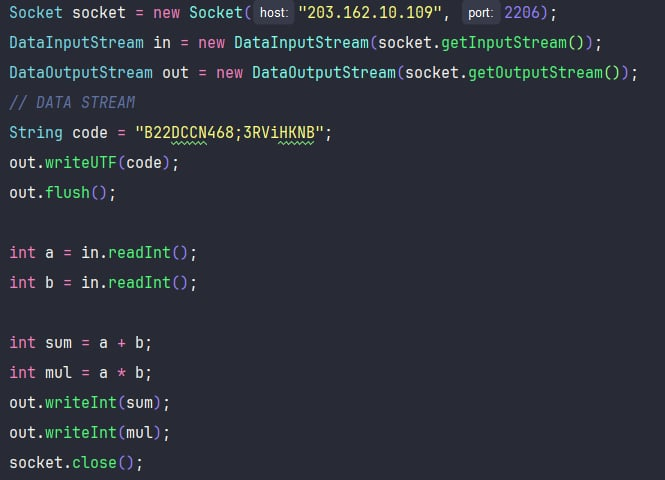 Socket socket = new Socket( host: "203.162.10.109", port: 2206);
DataInputStream in = new DataInputStream(socket.getInputStream());
DataOutputStream out = new DataOutputStream(socket.getOutputStream());
// DATA STREAM
String code = "B22DCCN468;3RViHKNB";
out.writeUTF(code);
out.flush();
int a = in.readInt();
int b = in.readInt();
int sum = a + b;
int mul = a * b;
out.writeInt(sum);
out.writeInt(mul);
socket.close();